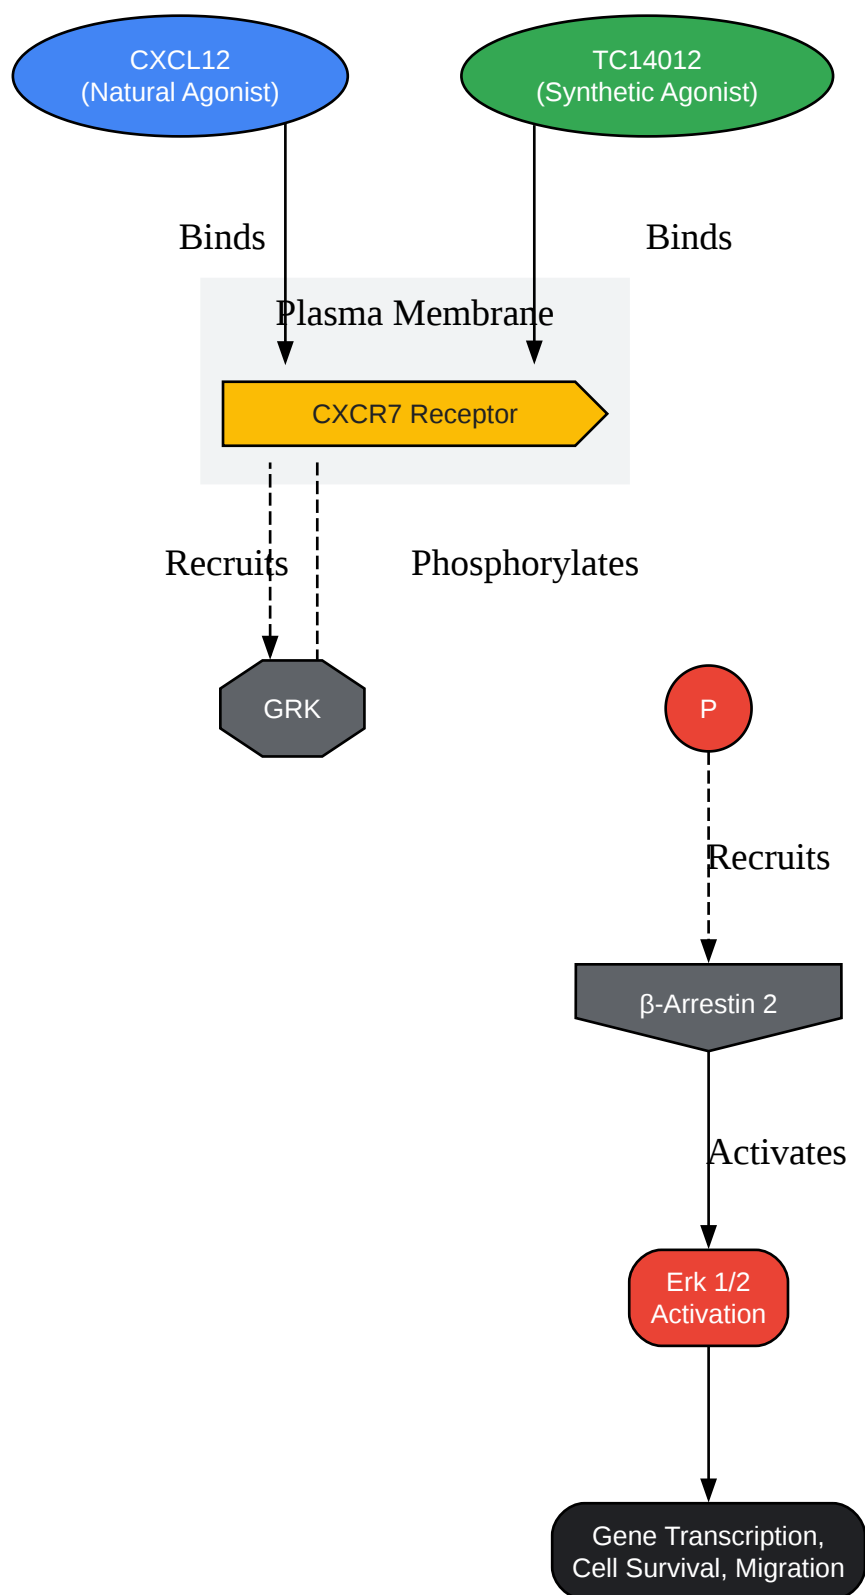 CXCL12
(Natural Agonist)
TC14012
(Synthetic Agonist)
Binds
Binds
Plasma Membrane
CXCR7 Receptor
Recruits
Phosphorylates
GRK
P
Recruits
β-Arrestin 2
Activates
Erk 1/2
Activation
Gene Transcription,
Cell Survival, Migration